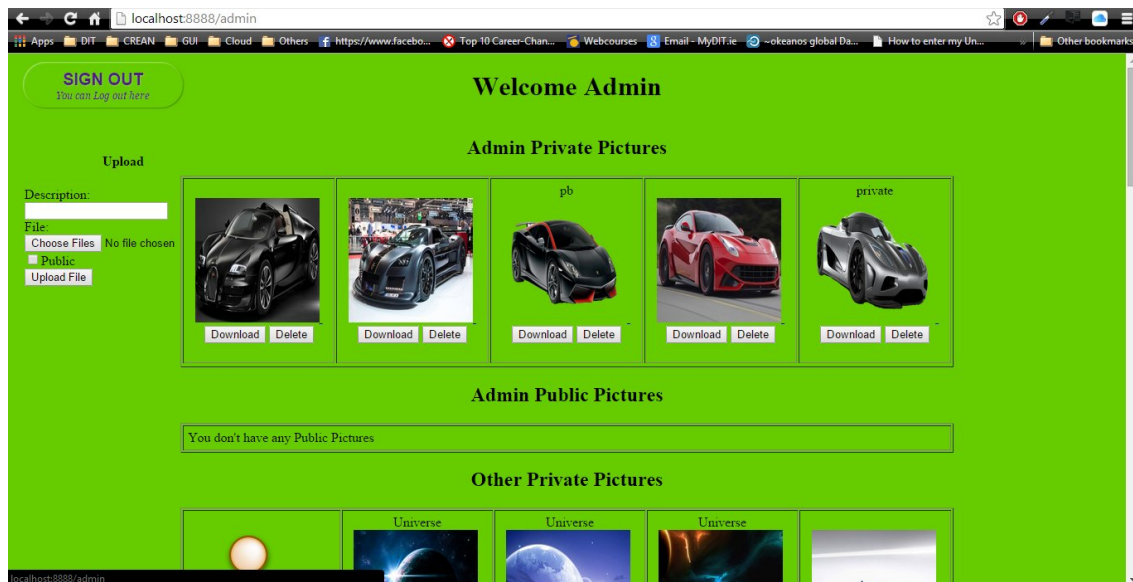 localhost:8888/admin
Apps DIT CREAN GUI Cloud Others https://www.facebo... Top 10 Career-Chan... Webcourses Email - MyDIT.ie ~okeanos global Da... How to enter my Un... » Other bookmarks
SIGN OUT
You can Log out here
Welcome Admin
Upload
Description:
File:
Choose Files No file chosen
Public
Upload File
Admin Private Pictures
pb private
Download Delete Download Delete Download Delete Download Delete Download Delete
Admin Public Pictures
You don't have any Public Pictures
Other Private Pictures
Universe Universe Universe
localhost:8888/admin